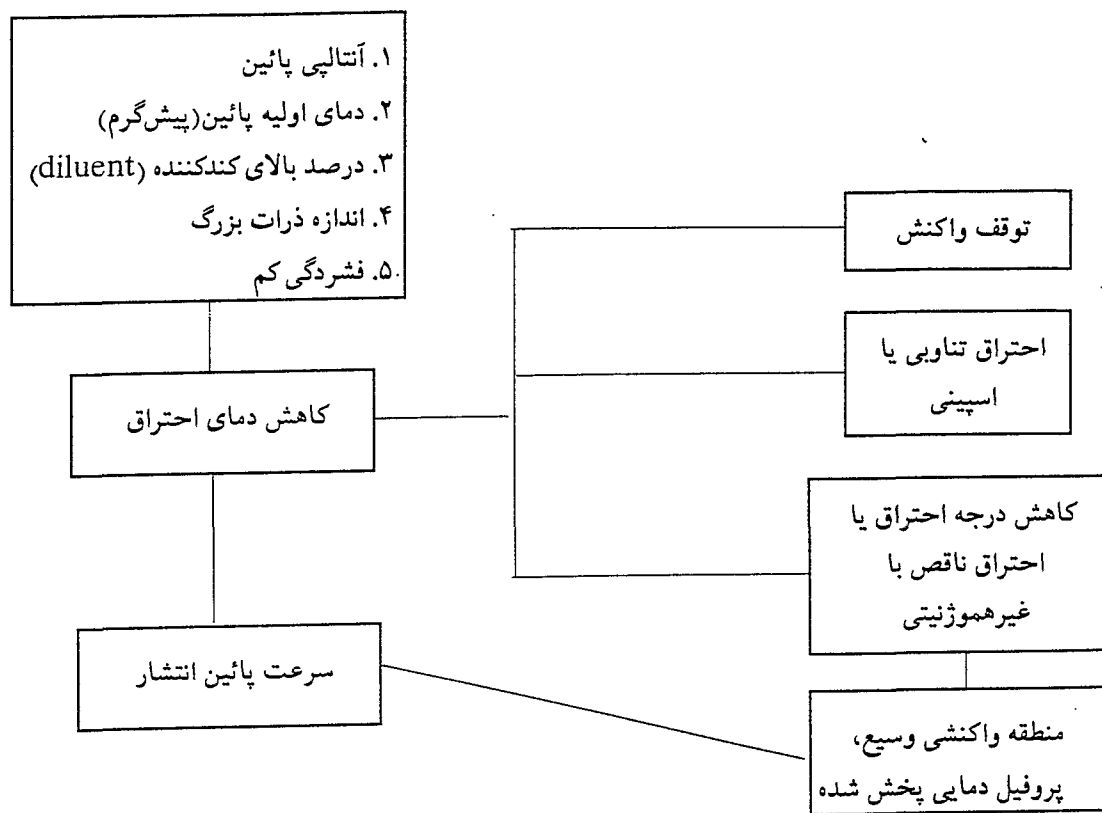 ۱. آنتالپی پائین
۲. دمای اولیه پائین(پیش‌گرم)
۳. درصد بالای کندکننده (diluent)
۴. اندازه ذرات بزرگ
۵. فشردگی کم
توقف واکنش
احتراق تناوبی یا
اسپینی
کاهش دمای احتراق
کاهش درجه احتراق یا
احتراق ناقص با
غیرهموژنیتی
سرعت پائین انتشار
منطقه واکنشی وسیع،
پروفیل دمایی پخش شده